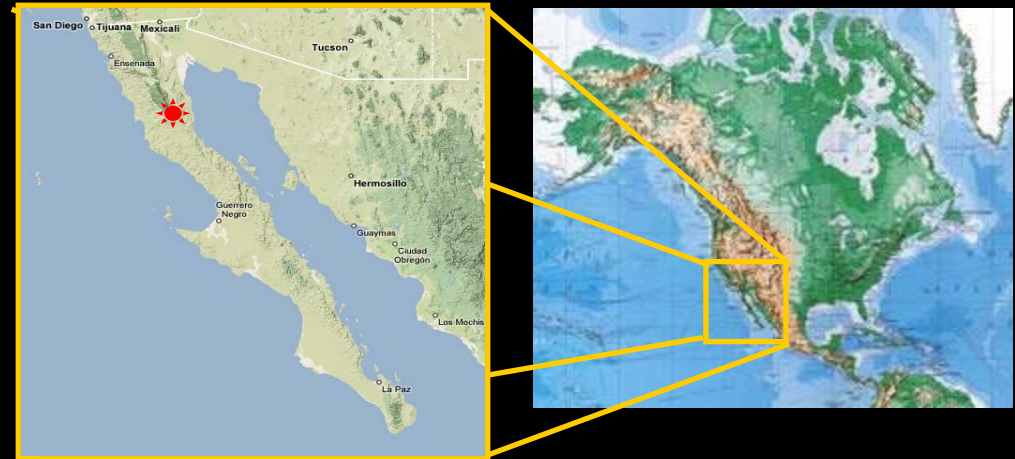 San Diego
Tijuana
Mexicali
Tucson
Ensenada
Hermosillo
Guerrero
Negro
Guaymas
Ciudad
Obregón
Los Mochis
La Paz